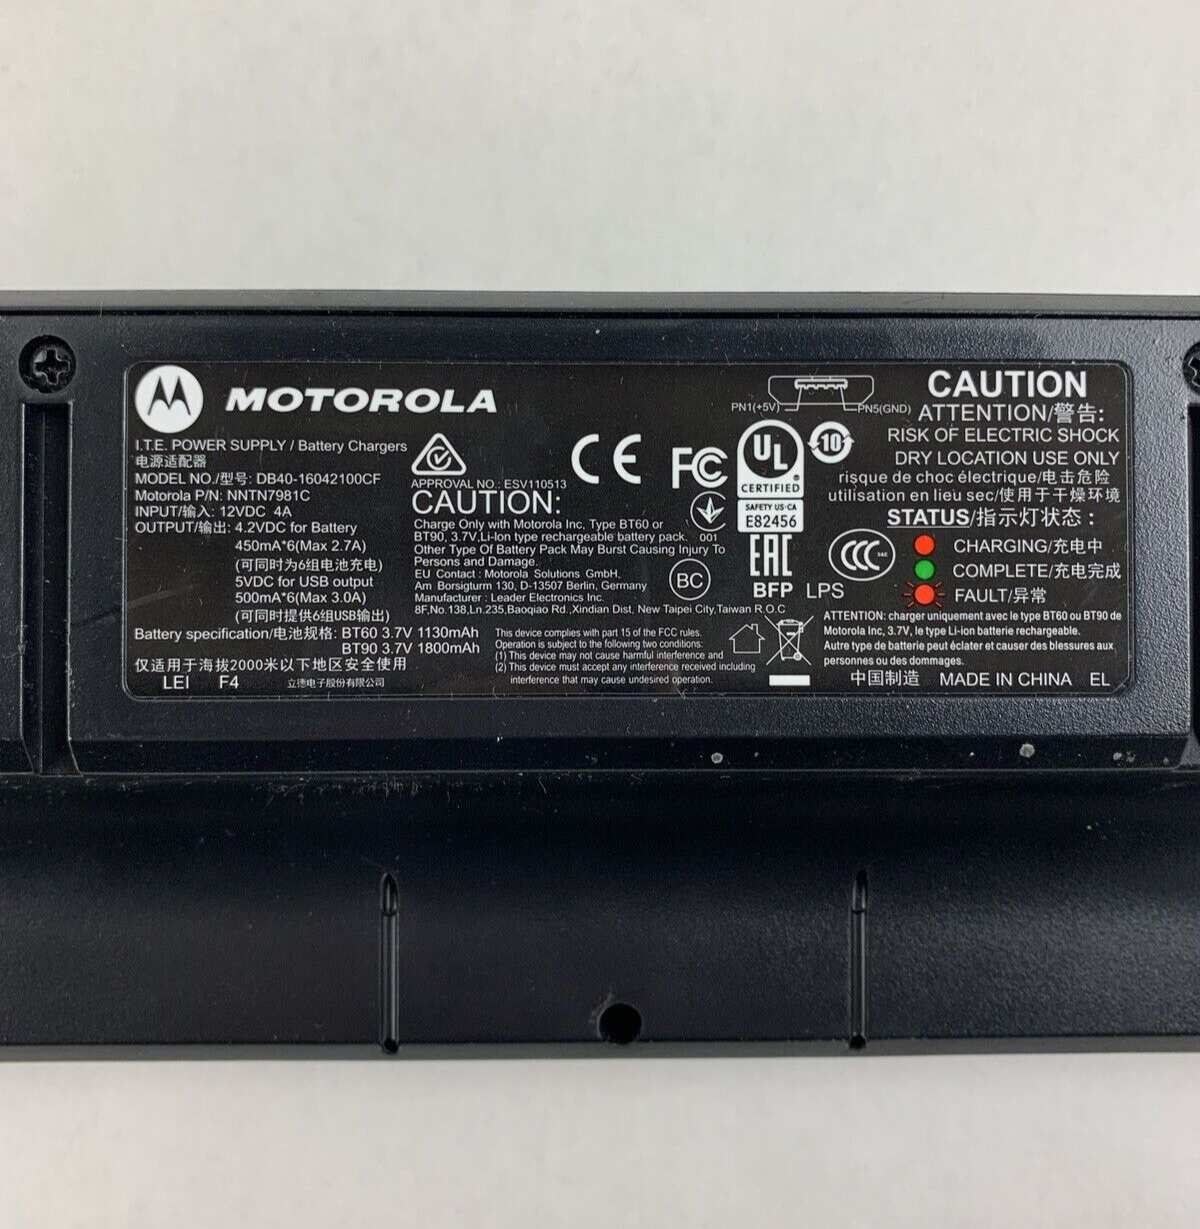 MOTOROLA
I.T.E. POWER SUPPLY / Battery Chargers
电源适配器
MODEL NO./型号: DB40-16042100CF
Motorola P/N: NNTN7981C
INPUT/输入: 12VDC 4A
OUTPUT/输出: 4.2VDC for Battery
450mA*6(Max 2.7A)
(可同时为6组电池充电)
5VDC for USB output
500mA*6(Max 3.0A)
(可同时提供6组USB输出)
Battery specification/电池规格: BT60 3.7V 1130mAh
BT90 3.7V 1800mAh
仅适用于海拔2000米以下地区安全使用
LEI F4 立德电子股份有限公司
APPROVAL NO.: ESV110513
CAUTION:
Charge Only with Motorola Inc, Type BT60 or
BT90, 3.7V,Li-Ion type rechargeable battery pack.
Other Type Of Battery Pack May Burst Causing Injury To
Persons and Damage.
EU Contact : Motorola Solutions GmbH,
Am Borsigturm 130, D-13507 Berlin, Germany
Manufacturer : Leader Electronics Inc.
8F,No.138,Ln.235,Baoqiao Rd.,Xindian Dist, New Taipei City,Taiwan R.O.C
This device complies with part 15 of the FCC rules.
Operation is subject to the following two conditions.
(1) This device may not cause harmful interference and
(2) This device must accept any interference received including
interference that may cause undesired operation.
CE
FC
001
BC
PN1(+5V) PN5(GND)
UL
CERTIFIED
SAFETY US-CA
E82456
10
EAC
BFP LPS
CCC
S&E
CAUTION
ATTENTION/警告:
RISK OF ELECTRIC SHOCK
DRY LOCATION USE ONLY
risque de choc électrique/电击危险
utilisation en lieu sec/使用于干燥环境
STATUS/指示灯状态：
CHARGING/充电中
COMPLETE/充电完成
FAULT/异常
ATTENTION: charger uniquement avec le type BT60 ou BT90 de
Motorola Inc, 3.7V, le type Li-ion batterie rechargeable.
Autre type de batterie peut éclater et causer des blessures aux
personnes ou des dommages.
中国制造 MADE IN CHINA EL